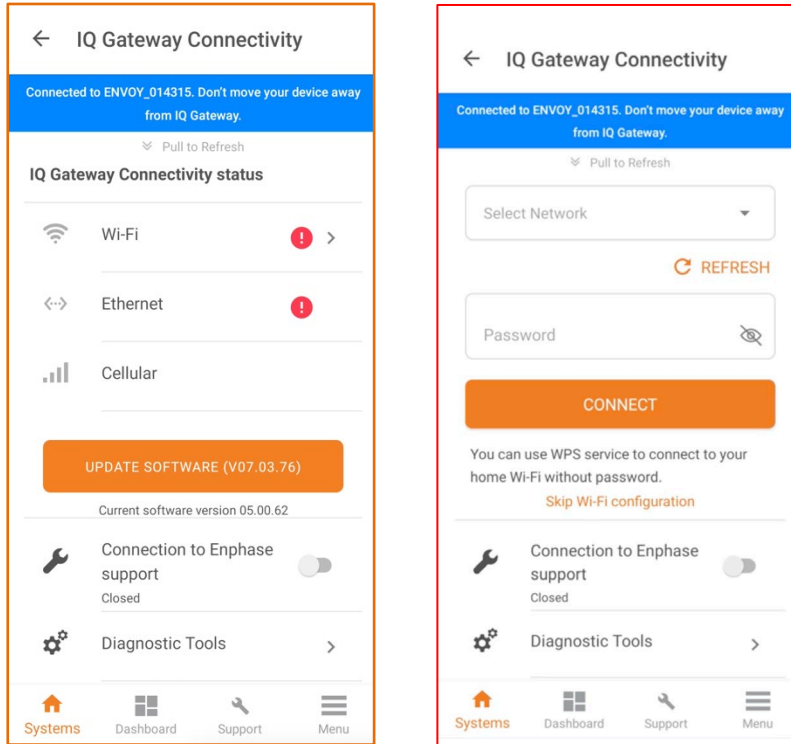 IQ Gateway Connectivity
Connected to ENVOY_014315. Don't move your device away
from IQ Gateway.
Pull to Refresh
IQ Gateway Connectivity status
Wi-Fi
Ethernet
Cellular
UPDATE SOFTWARE (V07.03.76)
Current software version 05.00.62
Connection to Enphase
support
Closed
Diagnostic Tools
Systems Dashboard Support Menu
IQ Gateway Connectivity
Connected to ENVOY_014315. Don't move your device away
from IQ Gateway.
Pull to Refresh
Select Network
REFRESH
Password
CONNECT
You can use WPS service to connect to your
home Wi-Fi without password.
Skip Wi-Fi configuration
Connection to Enphase
support
Closed
Diagnostic Tools
Systems Dashboard Support Menu